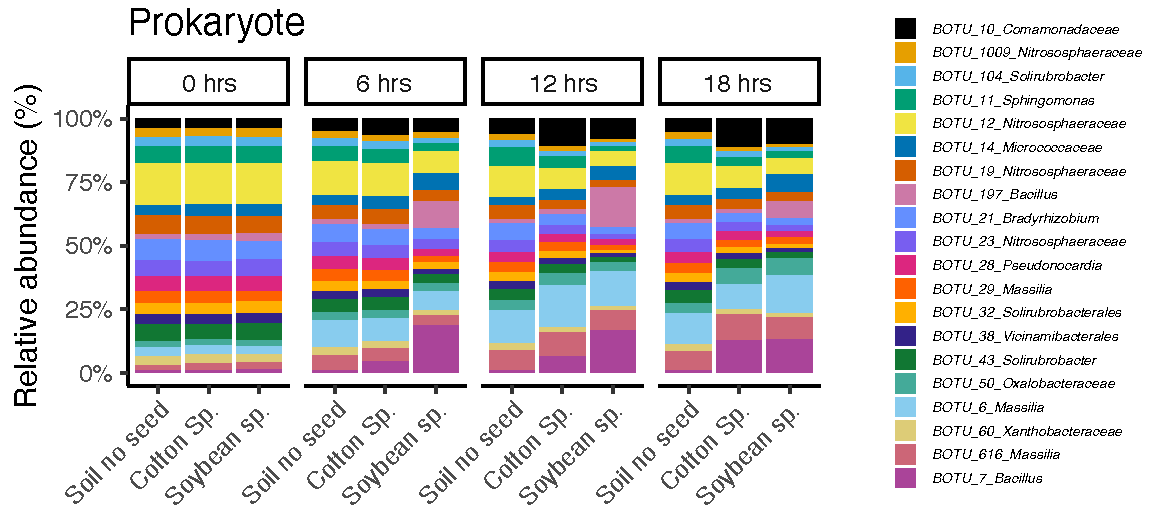 Prokaryote
0 hrs
6 hrs
12 hrs
18 hrs
Relative abundance (%)
100%
75%
50%
25%
0%
Soil no seed
Cotton Sp.
Soybean sp.
Soil no seed
Cotton Sp.
Soybean sp.
Soil no seed
Cotton Sp.
Soybean sp.
Soil no seed
Cotton Sp.
Soybean sp.
BOTU_10_Comamonadaceae
BOTU_1009_Nitrososphaeraceae
BOTU_104_Solirubrobacter
BOTU_11_Sphingomonas
BOTU_12_Nitrososphaeraceae
BOTU_14_Micrococcaceae
BOTU_19_Nitrososphaeraceae
BOTU_197_Bacillus
BOTU_21_Bradyrhizobium
BOTU_23_Nitrososphaeraceae
BOTU_28_Pseudonocardia
BOTU_29_Massilia
BOTU_32_Solirubrobacterales
BOTU_38_Vicinamibacterales
BOTU_43_Solirubrobacter
BOTU_50_Oxalobacteraceae
BOTU_6_Massilia
BOTU_60_Xanthobacteraceae
BOTU_616_Massilia
BOTU_7_Bacillus